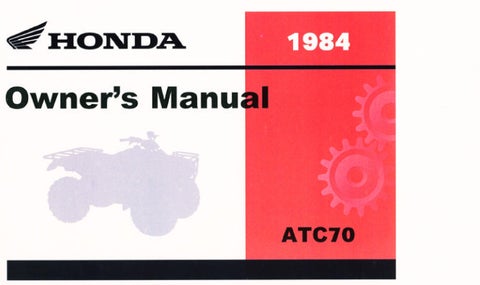 HONDA
1984
Owner's Manual
ATC70